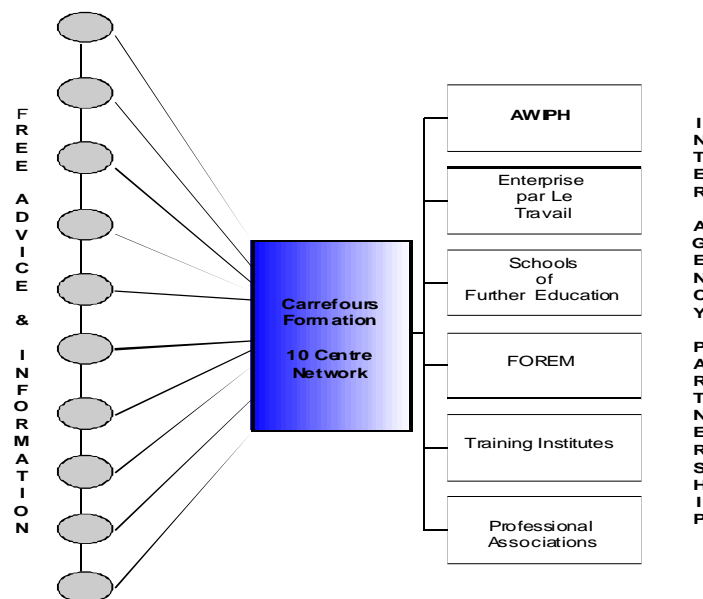 FREE ADVICE & INFORMATION
Carrefours
Formation
10 Centre
Network
AWIPH
Enterprise
par Le
Travail
Schools
of
Further Education
FOREM
Training Institutes
Professional
Associations
INTER AGENCY PARTNERSHIP